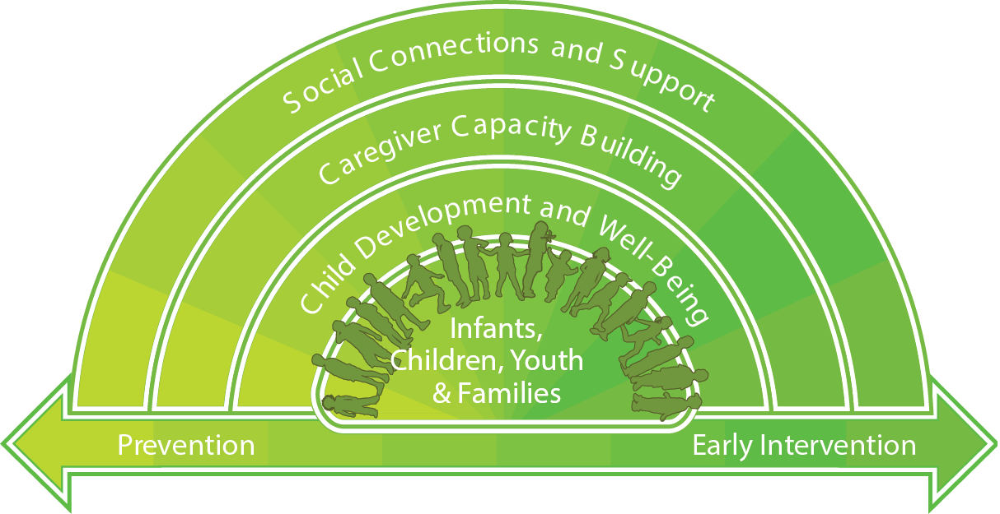 Social Connections and Support
Caregiver Capacity Building
Child Development and Well-Being
Infants,
Children, Youth
& Families
Prevention
Early Intervention